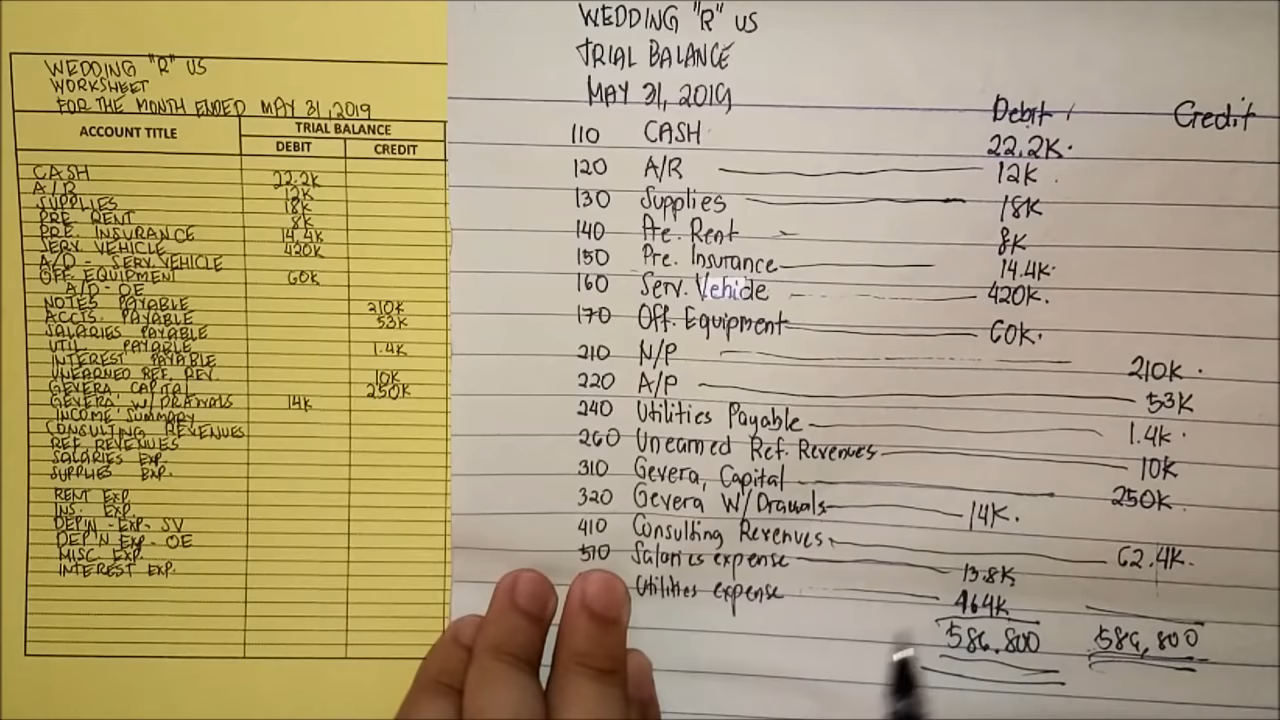 WEDDING "R" US
WORKSHEET
FOR THE MONTH ENDED MAY 31, 2019
ACCOUNT TITLE TRIAL BALANCE
DEBIT CREDIT
CASH 22.2K
A/R 12K
SUPPLIES 18K
PRE. RENT 8K
PRE. INSURANCE 14.4K
SERV. VEHICLE 420K
A/D - SERV. VEHICLE
OFF. EQUIPMENT 60K
A/D - OE
NOTES PAYABLE 210K
ACCTS. PAYABLE 53K
SALARIES PAYABLE
UTIL. PAYABLE 1.4K
INTEREST PAYABLE
UNEARNED REF. REV. 10K
GEVERA CAPITAL 250K
GEVERA W/DRAWALS 14K
INCOME SUMMARY
CONSULTING REVENUES
REF. REVENUES
SALARIES EXP.
SUPPLIES EXP.
RENT EXP.
INS. EXP.
DEP'N - EXP - SV
DEP'N EXP - OE
MISC. EXP.
INTEREST EXP.
WEDDING "R" US
TRIAL BALANCE
MAY 31, 2019
Debit Credit
110 CASH 22.2K
120 A/R 12K
130 Supplies 18K
140 Pre. Rent 8K
150 Pre. Insurance 14.4K
160 Serv. Vehicle 420K
170 Off. Equipment 60K
210 N/P 210K
220 A/P 53K
240 Utilities Payable 1.4K
260 Unearned Ref. Revenues 10K
310 Gevera, Capital 250K
320 Gevera W/Drawals 14K
410 Consulting Revenues 62.4K
510 Salaries expense 13.8K
Utilities expense
586,800 586,800